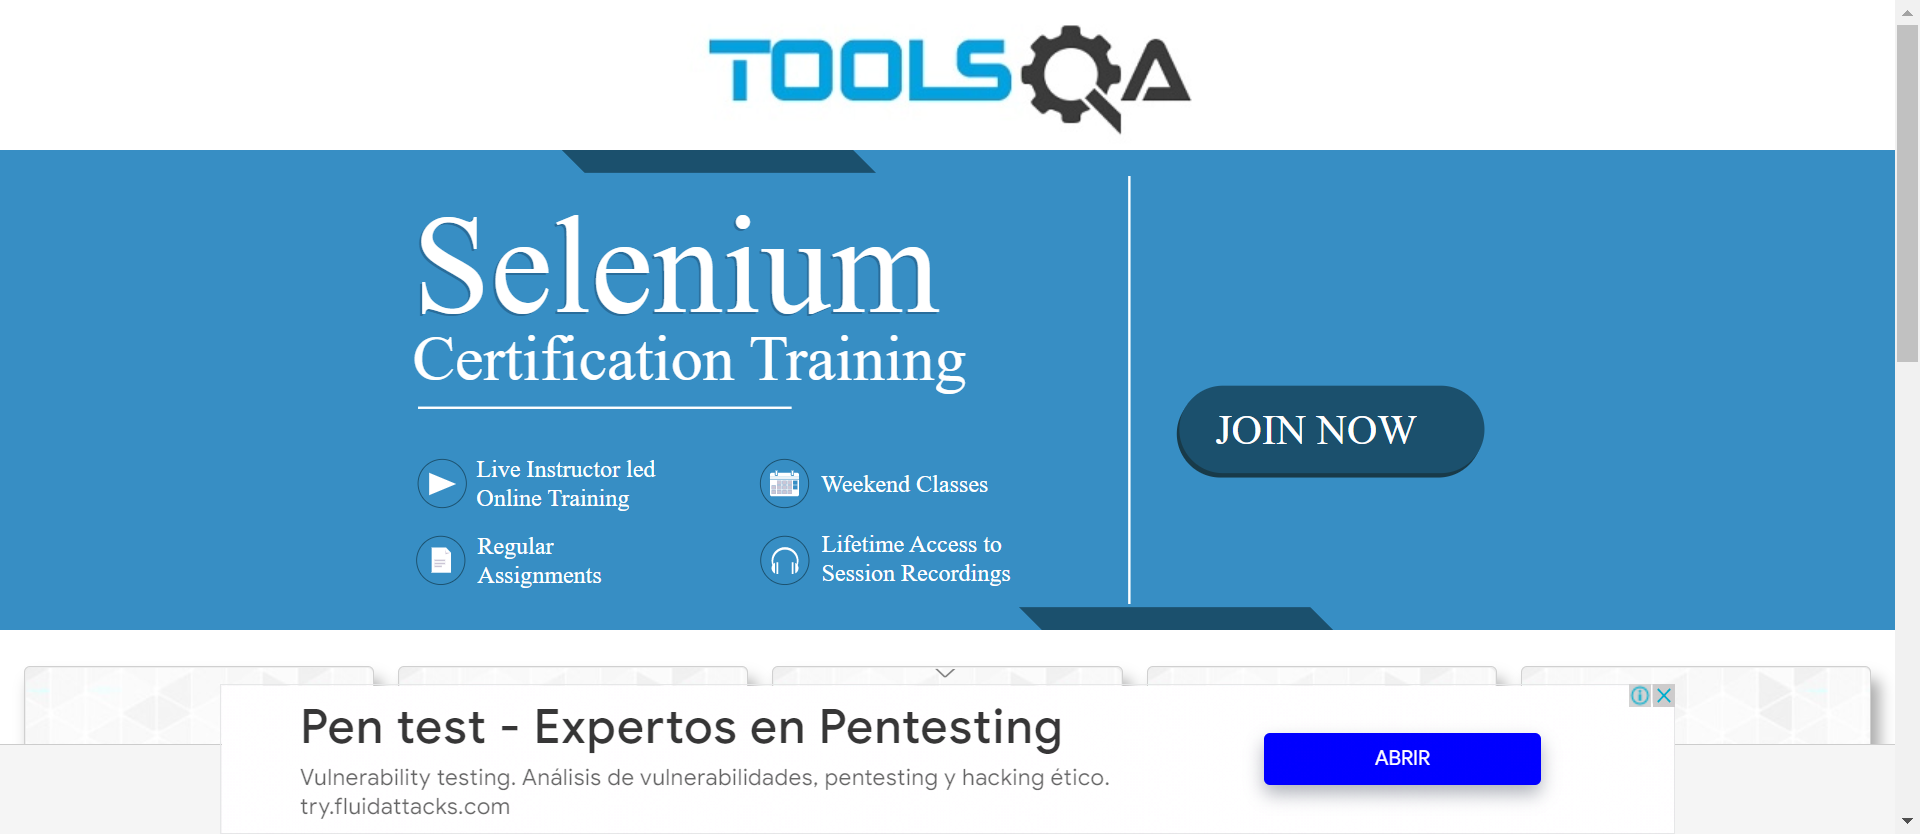 TOOLSQA
Selenium
Certification Training
Live Instructor led
Online Training
Weekend Classes
Regular
Assignments
Lifetime Access to
Session Recordings
JOIN NOW
Pen test - Expertos en Pentesting
Vulnerability testing. Análisis de vulnerabilidades, pentesting y hacking ético.
try.fluidattacks.com
ABRIR